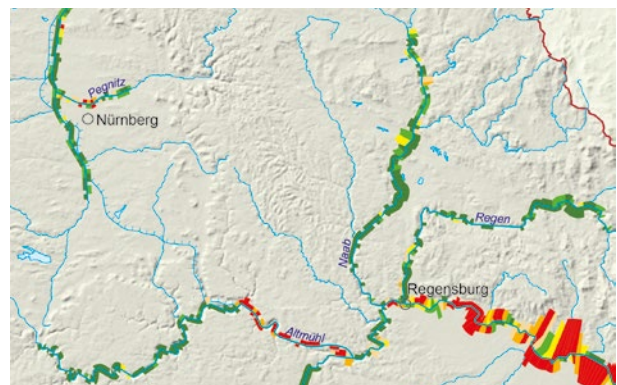 Pegnitz
Nürnberg
Regen
Naab
Regensburg
Altmühl